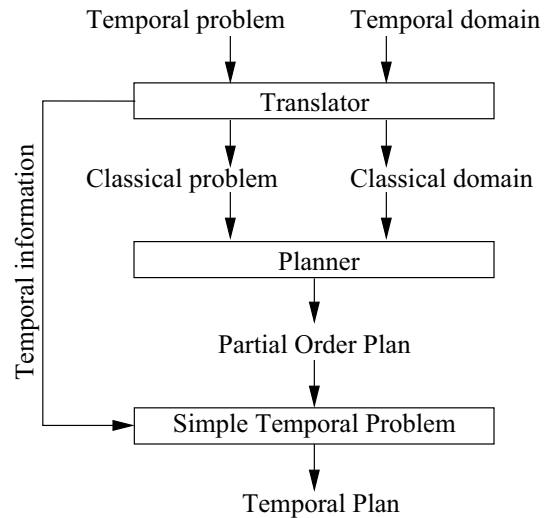 Temporal problem
Temporal domain
Translator
Classical problem
Classical domain
Temporal information
Planner
Partial Order Plan
Simple Temporal Problem
Temporal Plan